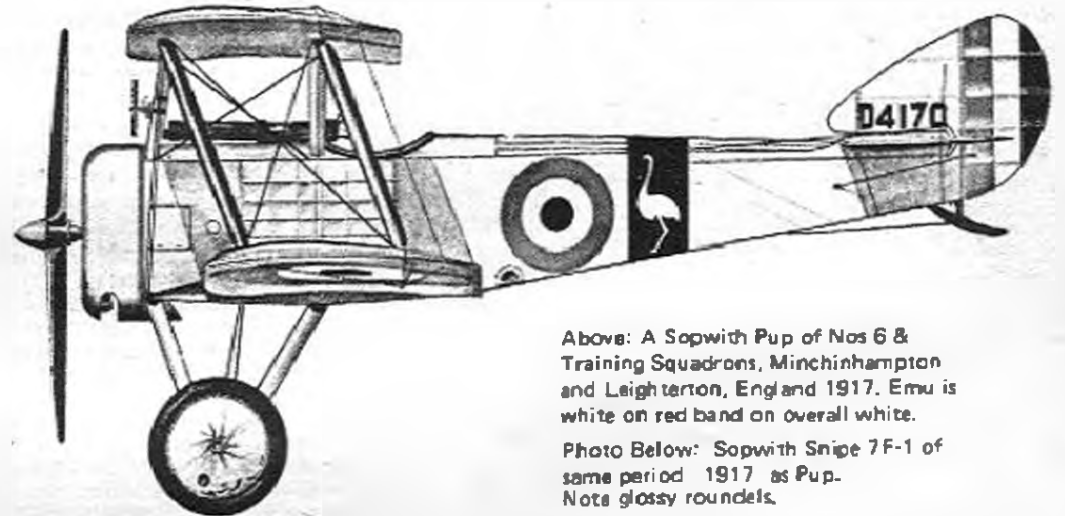 D4170
Above: A Sopwith Pup of Nos 6 &
Training Squadrons, Minchinhampton
and Leighterton, England 1917. Emu is
white on red band on overall white.
Photo Below: Sopwith Snipe 7F-1 of
same period 1917 as Pup.
Note glossy roundels.